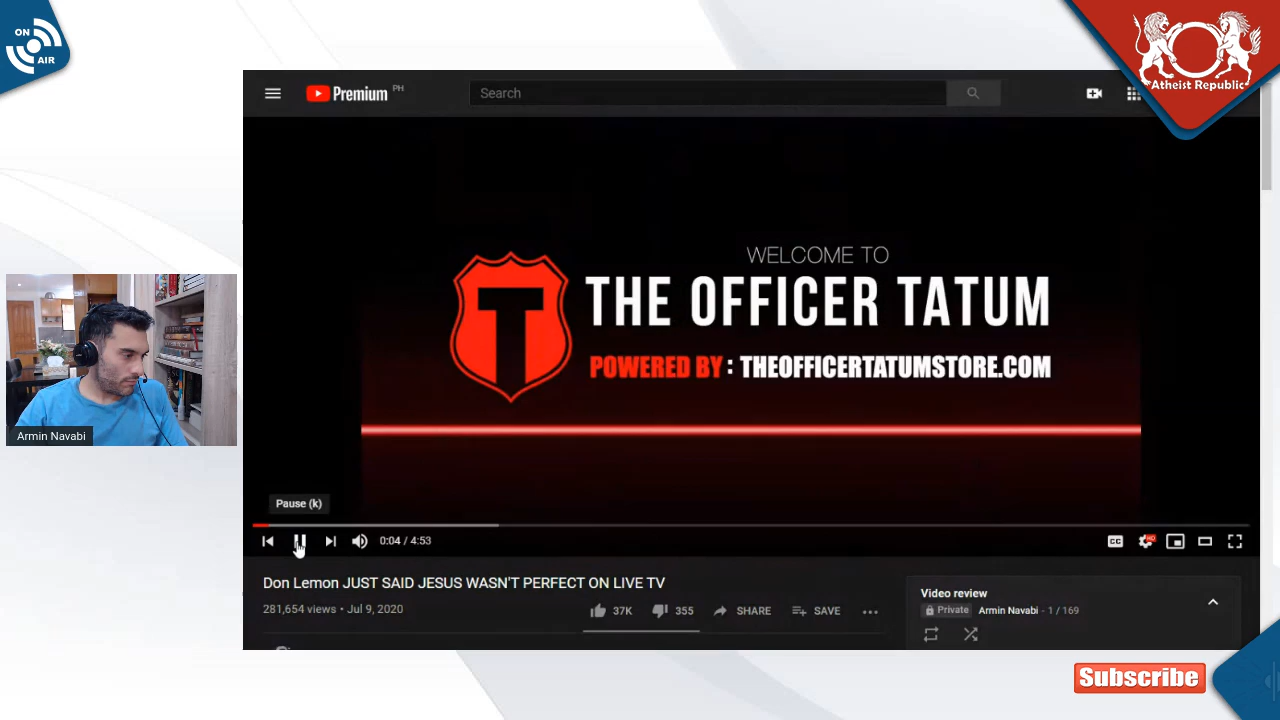 ON
AIR
Premium PH
Search
Atheist Republic
WELCOME TO
THE OFFICER TATUM
POWERED BY : THEOFFICERTATUMSTORE.COM
Armin Navabi
Pause (k)
0:04 / 4:53
CC
HD
Don Lemon JUST SAID JESUS WASN'T PERFECT ON LIVE TV
281,654 views • Jul 9, 2020
37K
355
SHARE
SAVE
Video review
Private Armin Navabi - 1 / 169
Subscribe